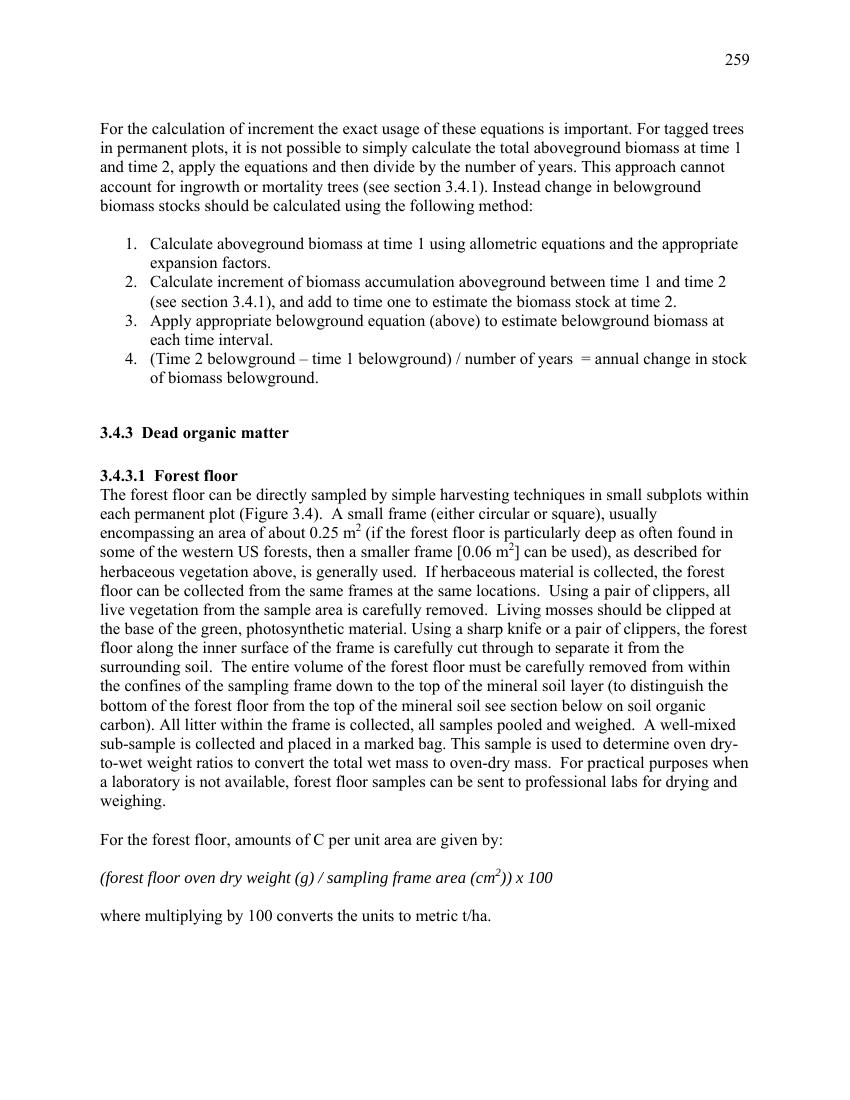 259
For the calculation of increment the exact usage of these equations is important. For tagged trees
in permanent plots, it is not possible to simply calculate the total aboveground biomass at time 1
and time 2, apply the equations and then divide by the number of years. This approach cannot
account for ingrowth or mortality trees (see section 3.4.1). Instead change in belowground
biomass stocks should be calculated using the following method:
1. Calculate aboveground biomass at time 1 using allometric equations and the appropriate
expansion factors.
2. Calculate increment of biomass accumulation aboveground between time 1 and time 2
(see section 3.4.1), and add to time one to estimate the biomass stock at time 2.
3. Apply appropriate belowground equation (above) to estimate belowground biomass at
each time interval.
4. (Time 2 belowground – time 1 belowground) / number of years = annual change in stock
of biomass belowground.
3.4.3 Dead organic matter
3.4.3.1 Forest floor
The forest floor can be directly sampled by simple harvesting techniques in small subplots within
each permanent plot (Figure 3.4). A small frame (either circular or square), usually
encompassing an area of about 0.25 m² (if the forest floor is particularly deep as often found in
some of the western US forests, then a smaller frame [0.06 m²] can be used), as described for
herbaceous vegetation above, is generally used. If herbaceous material is collected, the forest
floor can be collected from the same frames at the same locations. Using a pair of clippers, all
live vegetation from the sample area is carefully removed. Living mosses should be clipped at
the base of the green, photosynthetic material. Using a sharp knife or a pair of clippers, the forest
floor along the inner surface of the frame is carefully cut through to separate it from the
surrounding soil. The entire volume of the forest floor must be carefully removed from within
the confines of the sampling frame down to the top of the mineral soil layer (to distinguish the
bottom of the forest floor from the top of the mineral soil see section below on soil organic
carbon). All litter within the frame is collected, all samples pooled and weighed. A well-mixed
sub-sample is collected and placed in a marked bag. This sample is used to determine oven dry-
to-wet weight ratios to convert the total wet mass to oven-dry mass. For practical purposes when
a laboratory is not available, forest floor samples can be sent to professional labs for drying and
weighing.
For the forest floor, amounts of C per unit area are given by:
(forest floor oven dry weight (g) / sampling frame area (cm²)) x 100
where multiplying by 100 converts the units to metric t/ha.